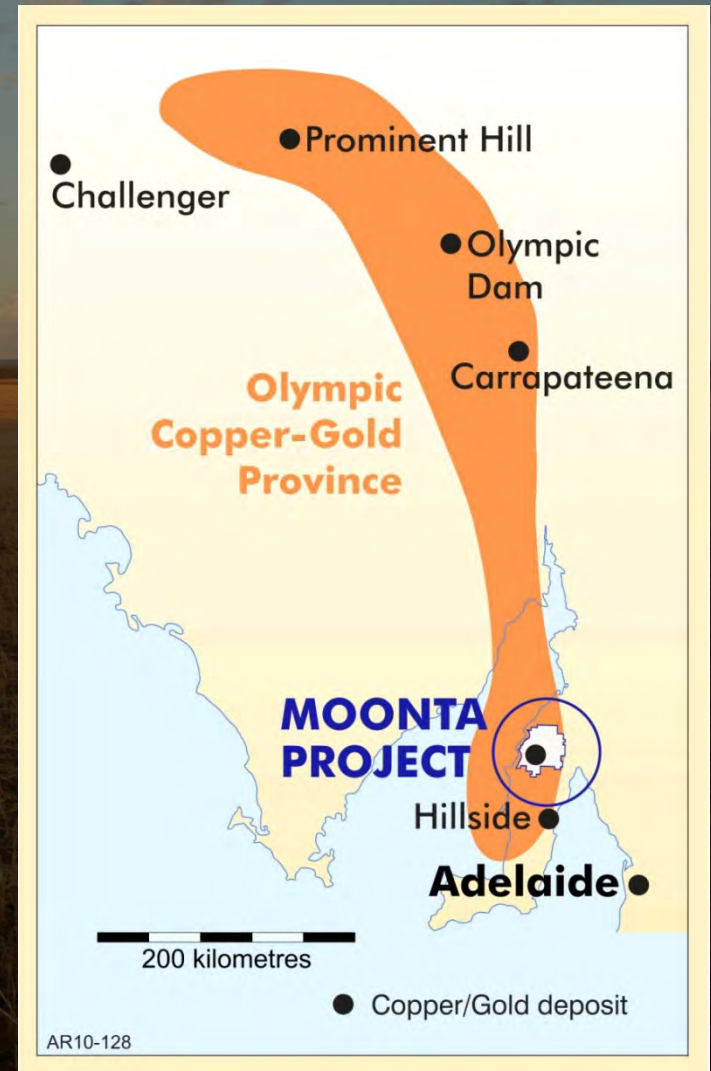 Prominent Hill
Challenger
Olympic
Dam
Carrapateena
Olympic
Copper-Gold
Province
MOONTA
PROJECT
Hillside
Adelaide
200 kilometres
Copper/Gold deposit
AR10-128